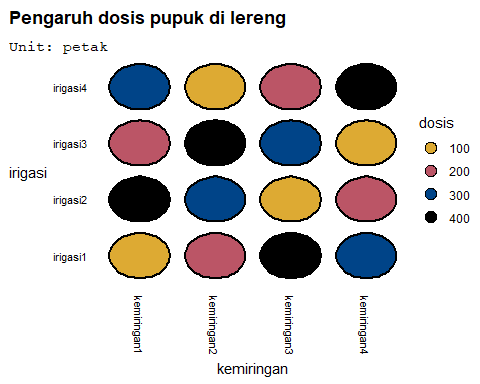 Pengaruh dosis pupuk di lereng
Unit: petak
irigasi4
irigasi3
irigasi
irigasi2
irigasi1
kemiringan1
kemiringan2
kemiringan3
kemiringan4
kemiringan
dosis
100
200
300
400